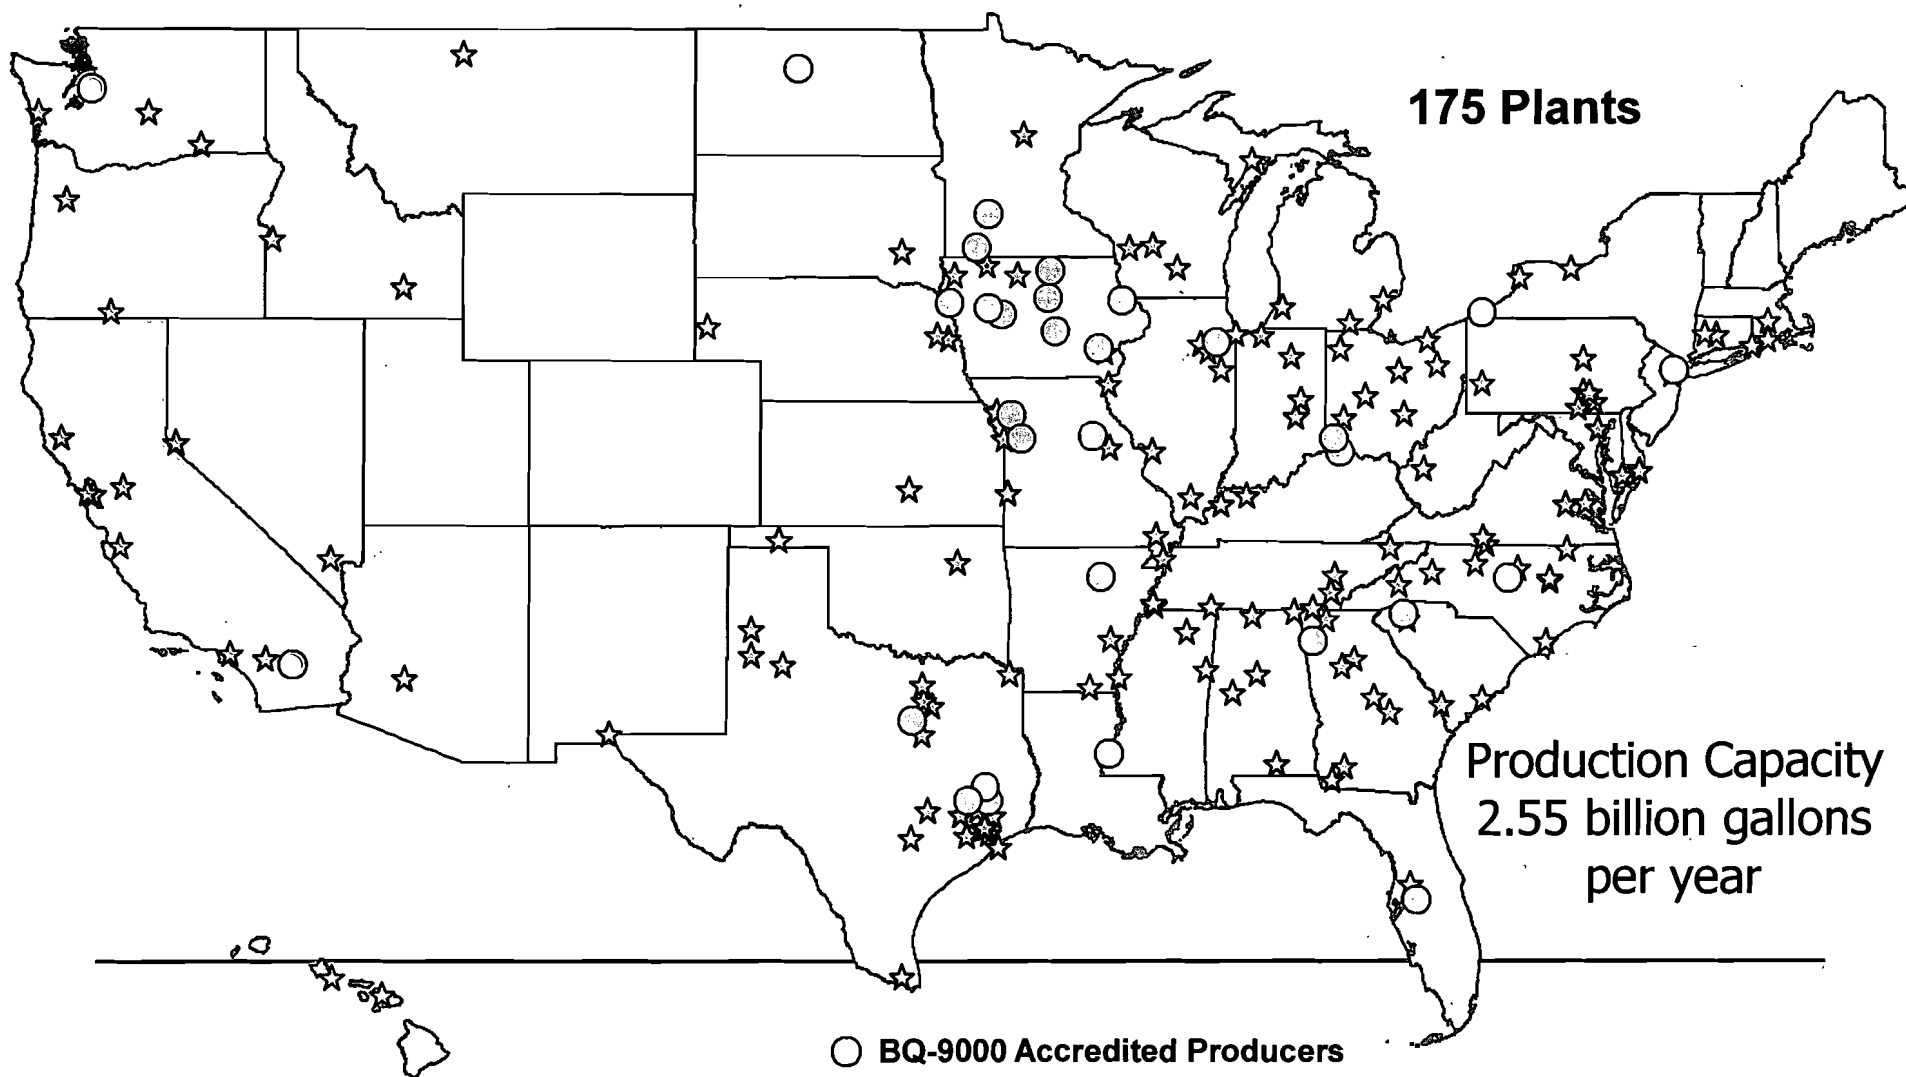 175 Plants
Production Capacity
2.55 billion gallons
per year
BQ-9000 Accredited Producers